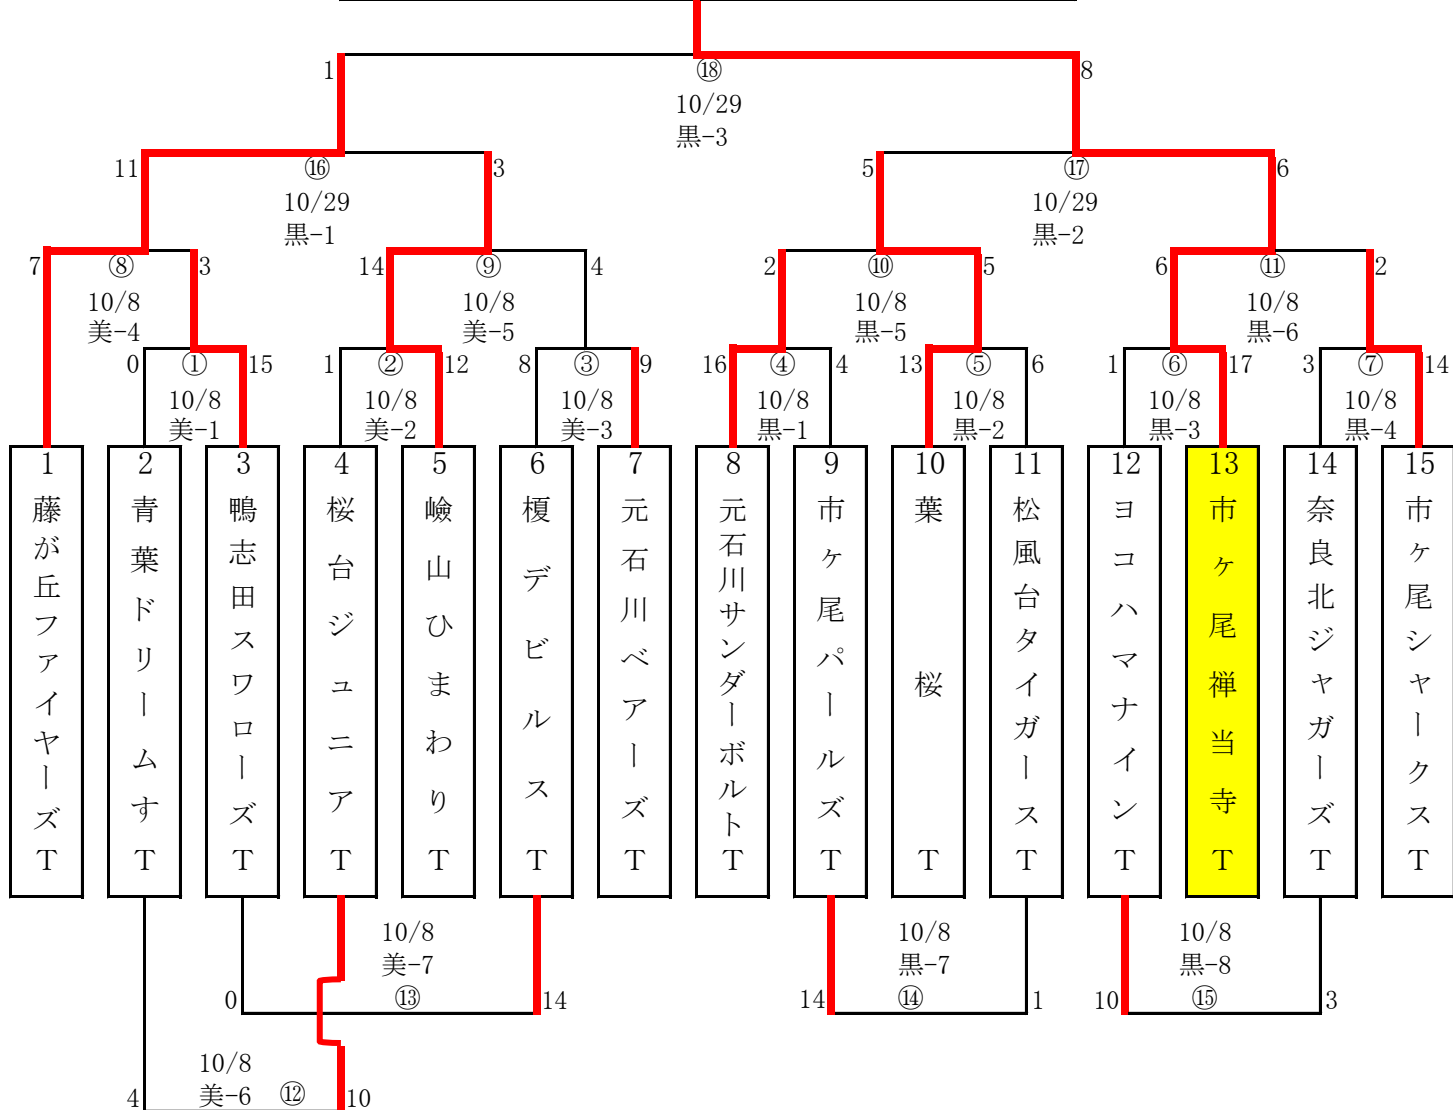 1 ⑱ 8
10/29
黒-3
11 ⑯ 3 5 ⑰ 6
10/29 10/29
黒-1 黒-2
7 ⑧ 3 14 ⑨ 4 2 ⑩ 5 6 ⑪ 2
10/8 10/8 10/8 10/8
美-4 美-5 黒-5 黒-6
0 ① 15 1 ② 12 8 ③ 9 16 ④ 4 13 ⑤ 6 1 ⑥ 17 3 ⑦ 14
10/8 10/8 10/8 10/8 10/8 10/8 10/8
美-1 美-2 美-3 黒-1 黒-2 黒-3 黒-4
1 藤が丘ファイヤーズT
2 青葉ドリームすT
3 鴨志田スワローズT
4 桜台ジュニアT
5 嶮山ひまわりT
6 榎デビルスT
7 元石川ベアーズT
8 元石川サンダーボルトT
9 市ヶ尾パールズT
10 葉桜T
11 松風台タイガースT
12 ヨコハマナインT
13 市ヶ尾禅当寺T
14 奈良北ジャガーズT
15 市ヶ尾シャークスT
10/8 10/8 10/8
美-7 黒-7 黒-8
0 ⑬ 14 14 ⑭ 1 10 ⑮ 3
10/8
4 美-6 ⑫ 10